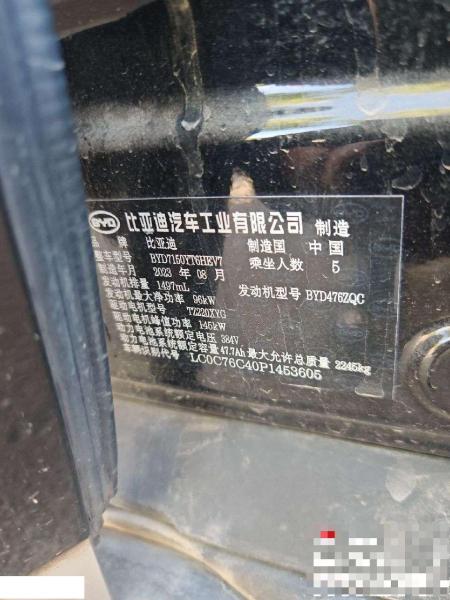 BYD 比亚迪汽车工业有限公司 制造
品牌 比亚迪 制造国 中国
整车型号 BYD7150YT6HEV7 乘坐人数 5
制造年月 2023 年 08 月
发动机排量 1497mL 发动机型号 BYD476ZQC
发动机最大净功率 96kW
驱动电机型号 TZ220XYG
驱动电机峰值功率 145kW
动力电池系统额定电压 384V
动力电池系统额定容量 47.7Ah 最大允许总质量 2245kg
车辆识别代号 LC0C76C40P1453605